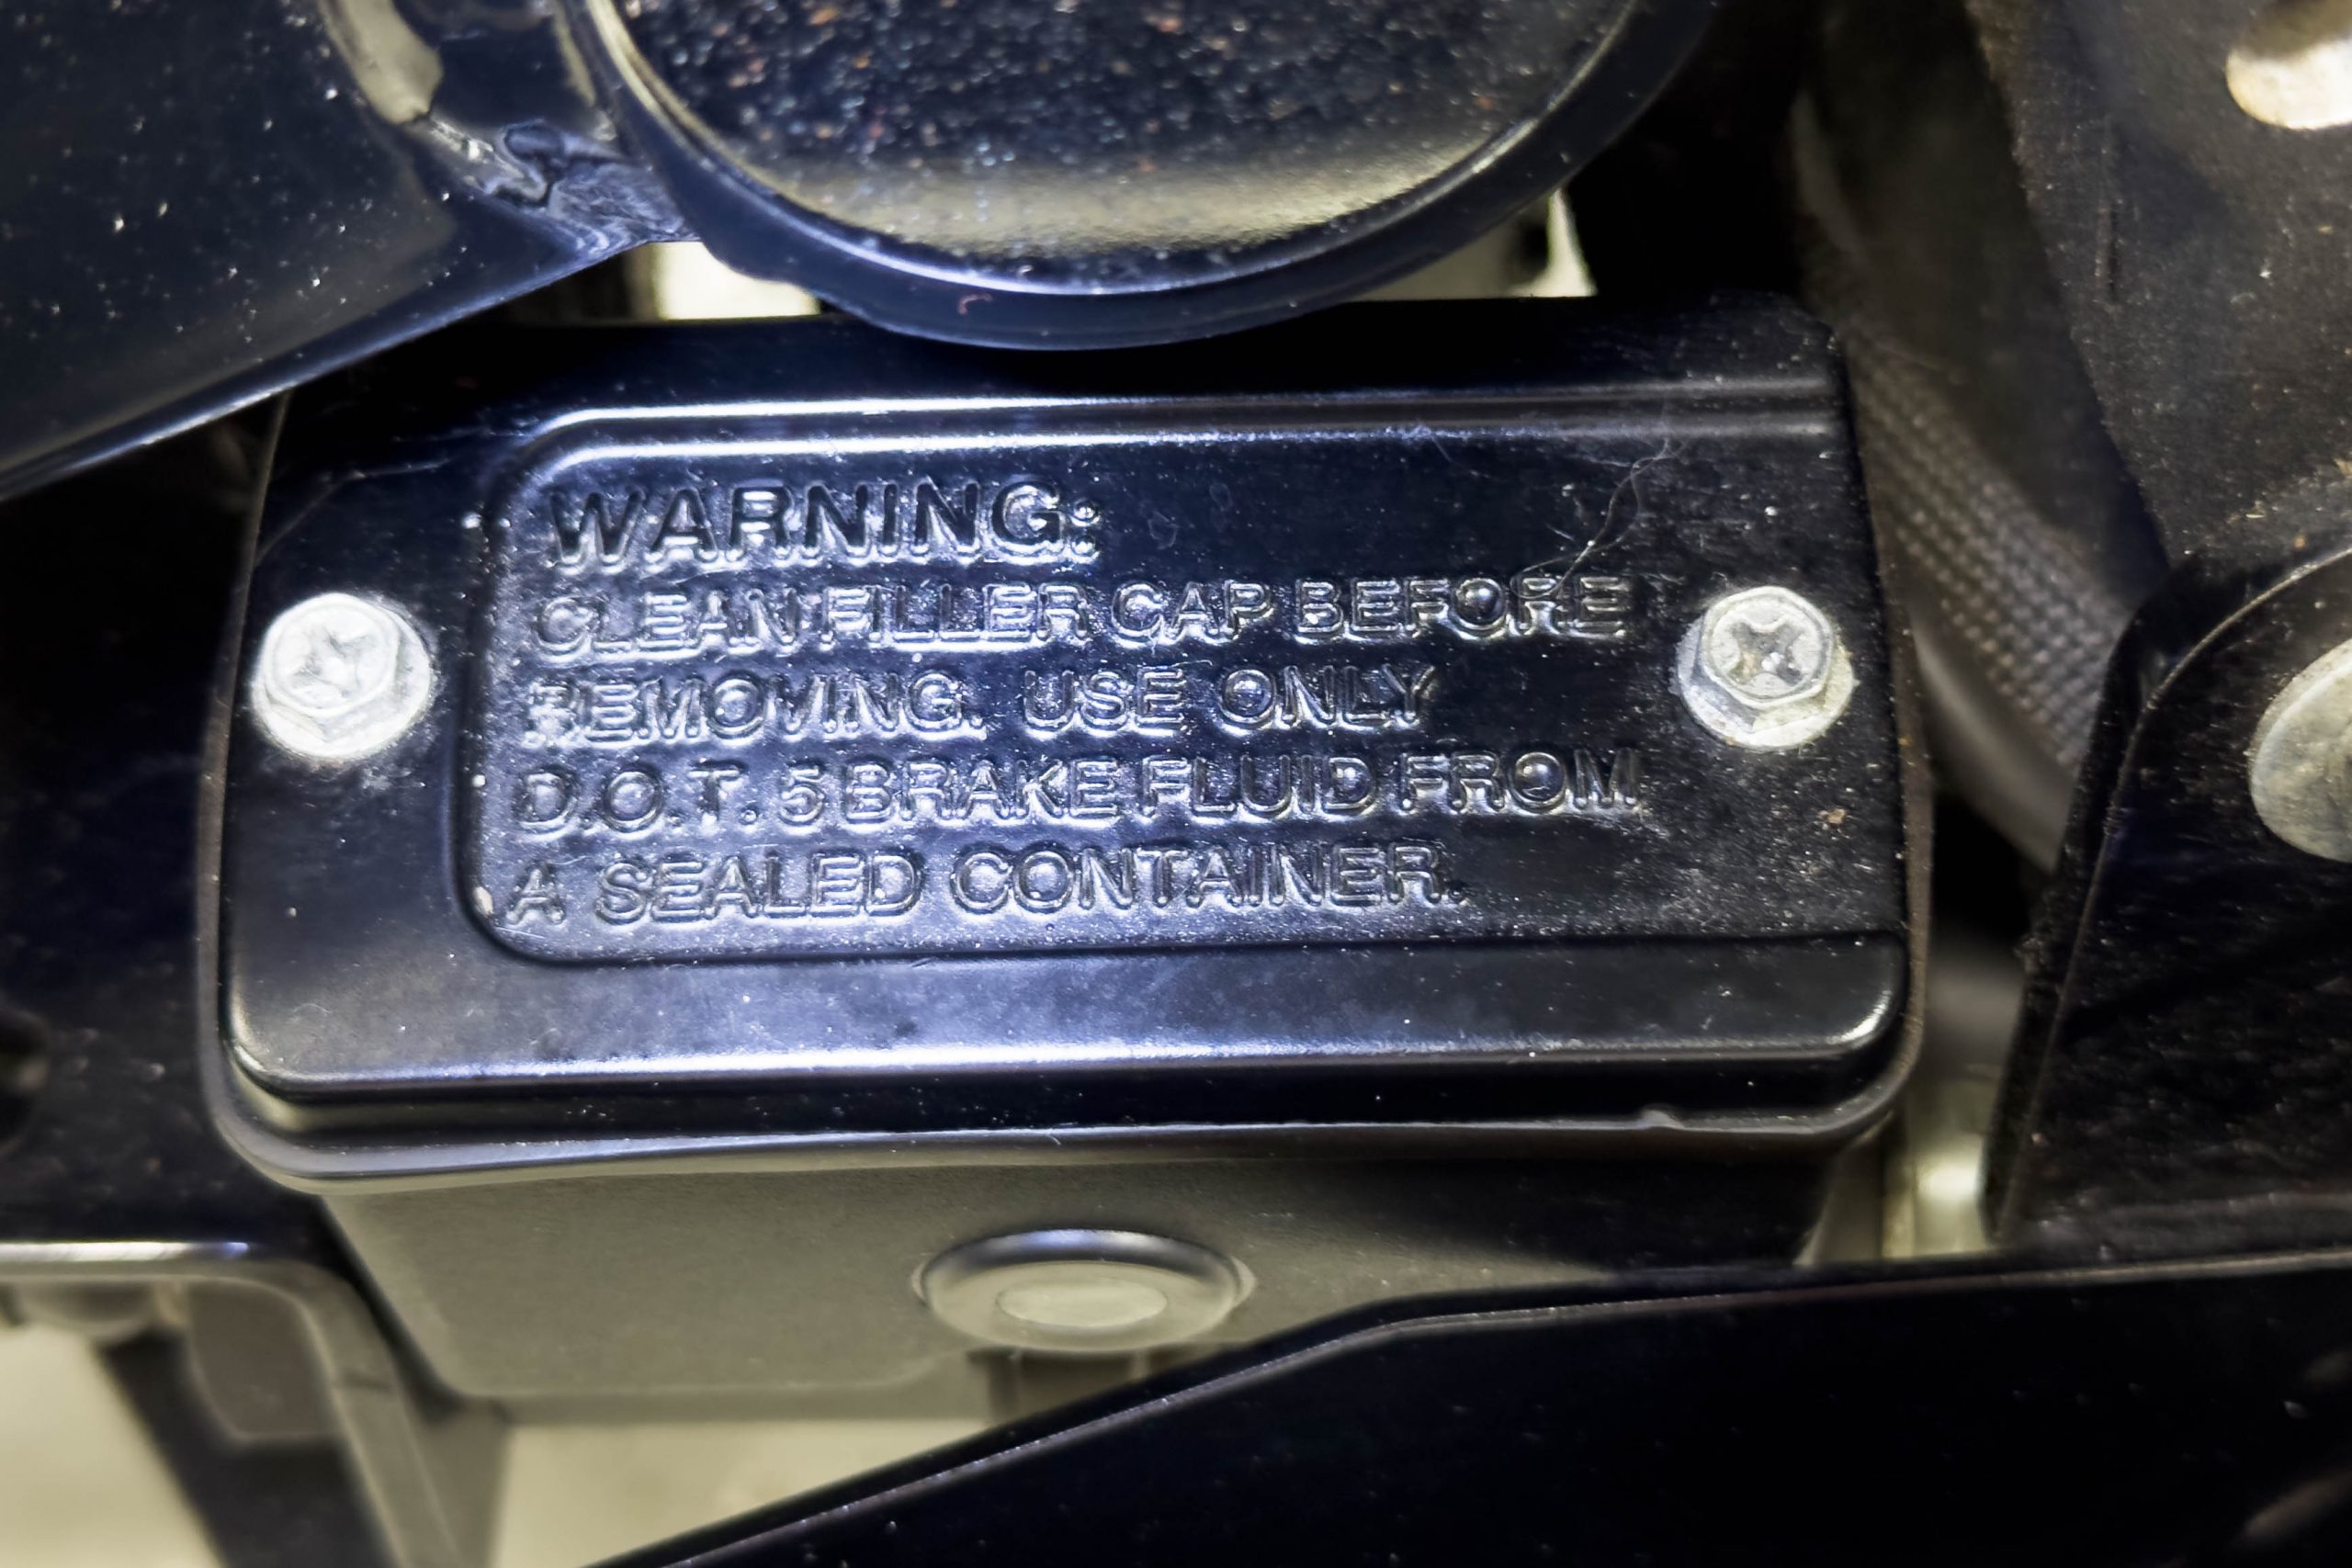 WARNING:
CLEAN FILLER CAP BEFORE
REMOVING. USE ONLY
D.O.T. 5 BRAKE FLUID FROM
A SEALED CONTAINER.